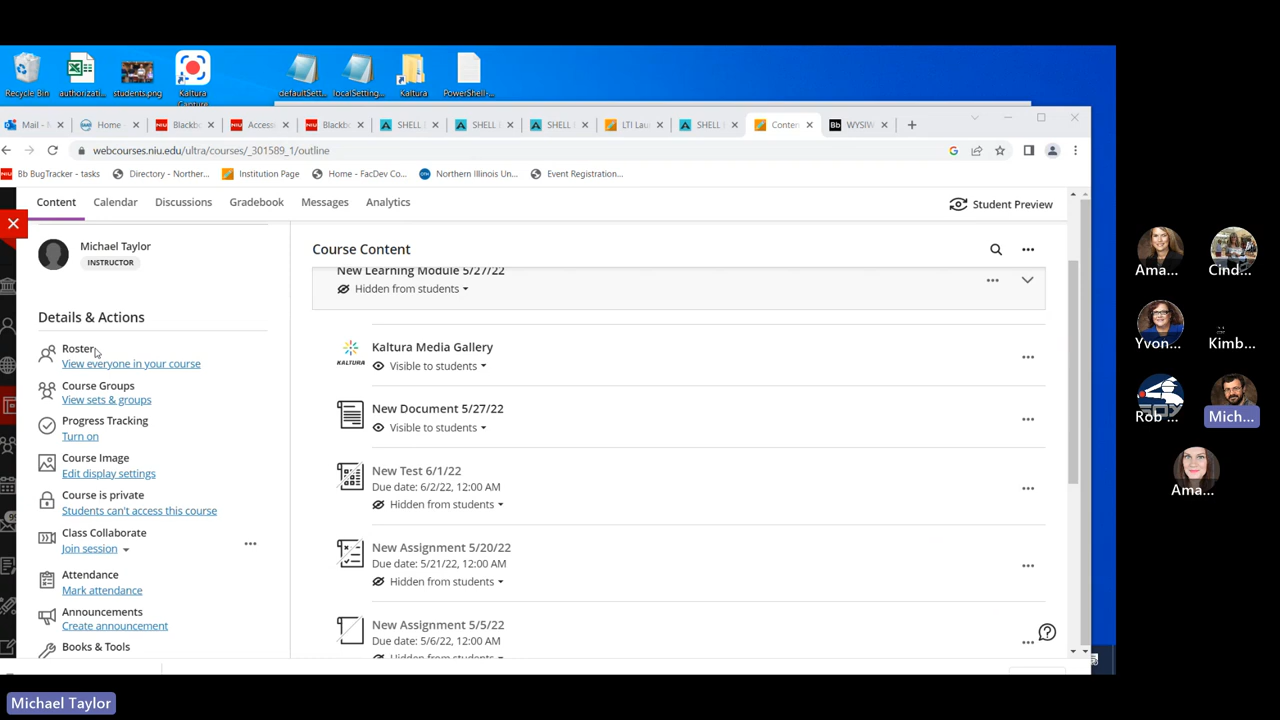 Recycle Bin
authorizati...
students.png
Kaltura Capture
defaultSett...
localSetting...
Kaltura
PowerShell-...
Mail - M
Home
Blackb
Access
Blackb
SHELL
SHELL
SHELL
LTI Lau
SHELL
Conten
WYSIW
webcourses.niu.edu/ultra/courses/_301589_1/outline
Bb BugTracker - tasks
Directory - Norther...
Institution Page
Home - FacDev Co...
Northern Illinois Un...
Event Registration...
Content
Calendar
Discussions
Gradebook
Messages
Analytics
Student Preview
Michael Taylor
INSTRUCTOR
Details & Actions
Roster
View everyone in your course
Course Groups
View sets & groups
Progress Tracking
Turn on
Course Image
Edit display settings
Course is private
Students can't access this course
Class Collaborate
Join session
Attendance
Mark attendance
Announcements
Create announcement
Books & Tools
Course Content
New Learning Module 5/27/22
Hidden from students
KALTURA
Kaltura Media Gallery
Visible to students
New Document 5/27/22
Visible to students
New Test 6/1/22
Due date: 6/2/22, 12:00 AM
Hidden from students
New Assignment 5/20/22
Due date: 5/21/22, 12:00 AM
Hidden from students
New Assignment 5/5/22
Due date: 5/6/22, 12:00 AM
Hidden from students
Ama...
Cind...
Yvon...
Kimb...
Rob ...
Mich...
Ama...
Michael Taylor